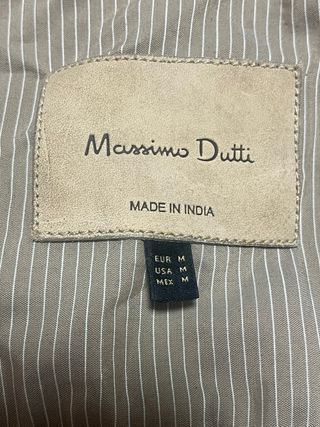 Massimo Dutti
MADE IN INDIA
EUR M
USA M
MEX M